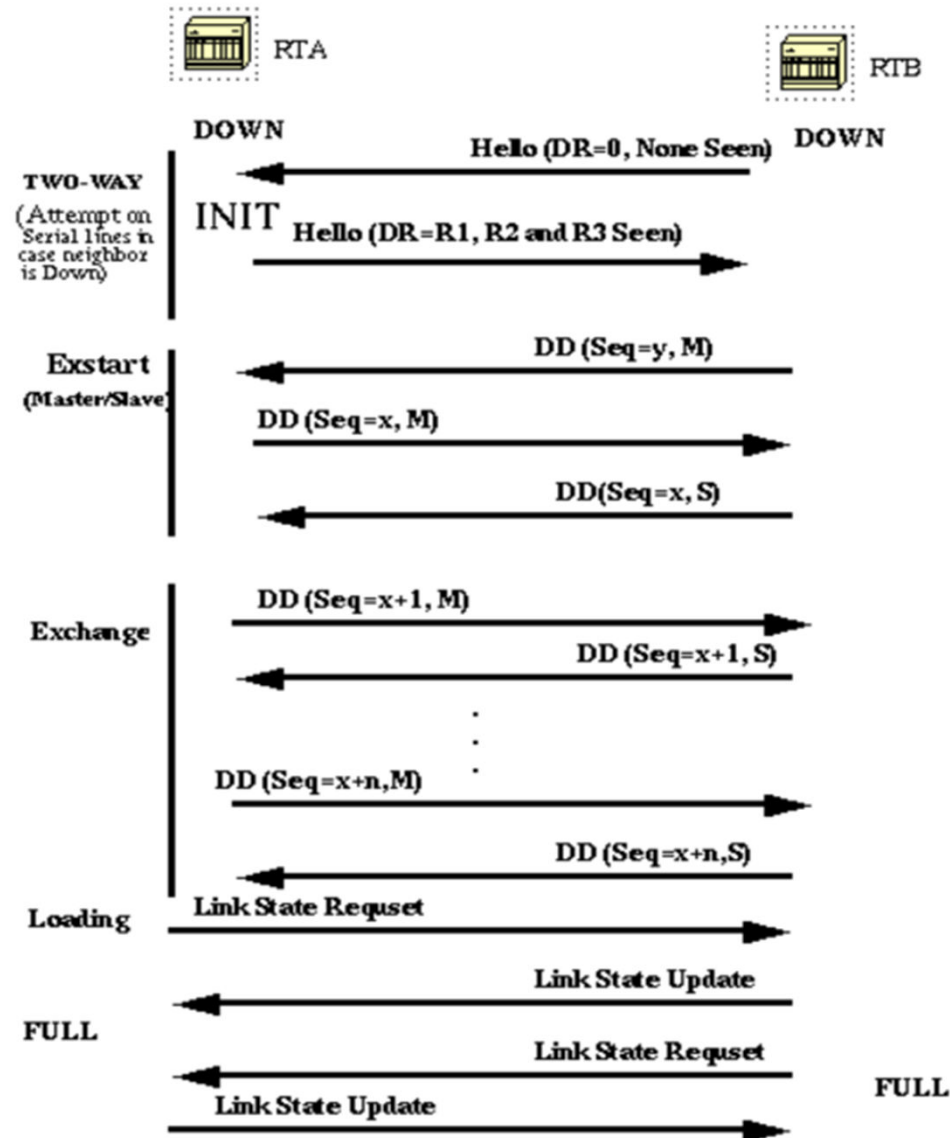 RTA
RTB
DOWN
DOWN
Hello (DR=0, None Seen)
TWO-WAY
(Attempt on
Serial lines in
case neighbor
is Down)
INIT
Hello (DR=R1, R2 and R3 Seen)
Exstart
(Master/Slave)
DD (Seq=y, M)
DD (Seq=x, M)
DD(Seq=x, S)
Exchange
DD (Seq=x+1, M)
DD (Seq=x+1, S)
.
.
.
DD (Seq=x+n,M)
DD (Seq=x+n,S)
Loading
Link State Requset
Link State Update
FULL
Link State Requset
FULL
Link State Update